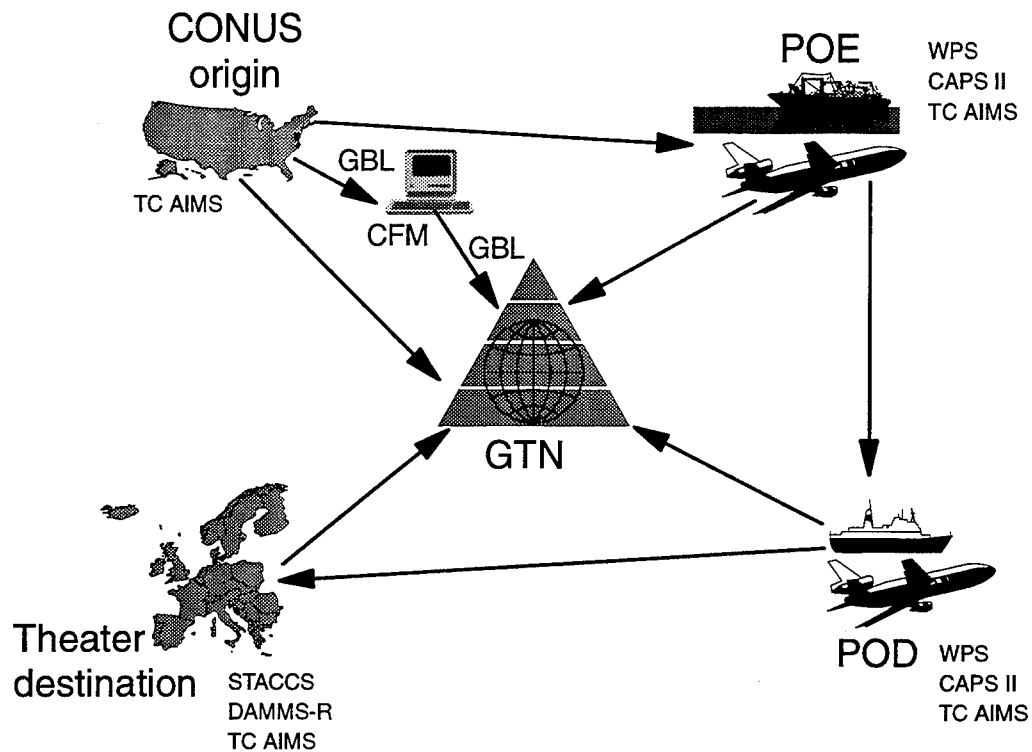 CONUS
origin
TC AIMS
POE
WPS
CAPS II
TC AIMS
GBL
CFM
GBL
GTN
Theater
destination
STACCS
DAMMS-R
TC AIMS
POD
WPS
CAPS II
TC AIMS